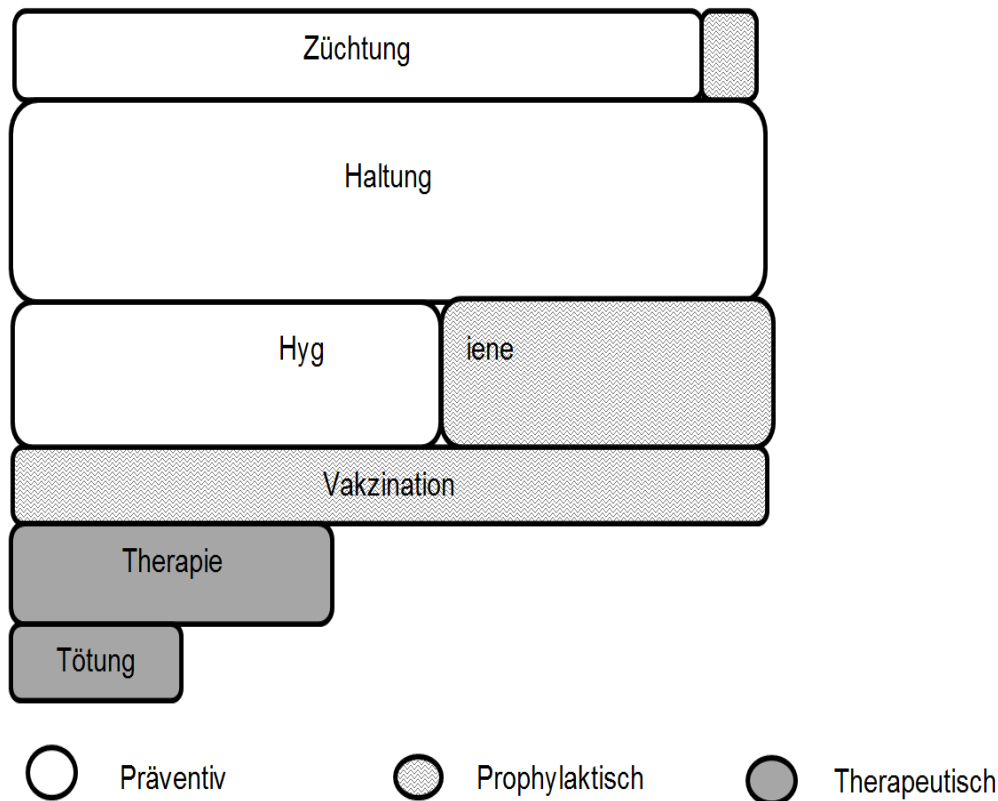 Züchtung
Haltung
Hyg iene
Vakzination
Therapie
Tötung
Präventiv Prophylaktisch Therapeutisch